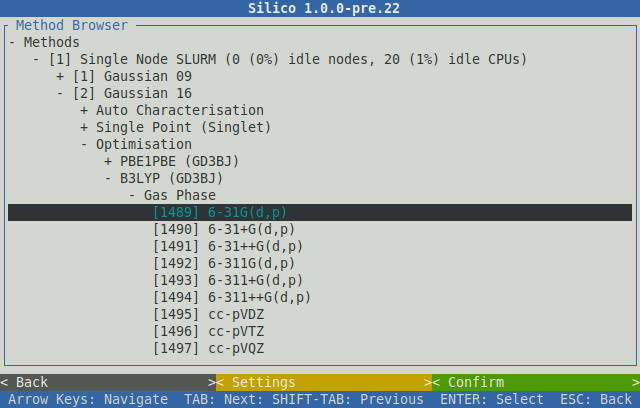 Silico 1.0.0-pre.22
Method Browser
- Methods
- [1] Single Node SLURM (0 (0%) idle nodes, 20 (1%) idle CPUs)
+ [1] Gaussian 09
- [2] Gaussian 16
+ Auto Characterisation
+ Single Point (Singlet)
- Optimisation
+ PBE1PBE (GD3BJ)
- B3LYP (GD3BJ)
- Gas Phase
[1489] 6-31G(d,p)
[1490] 6-31+G(d,p)
[1491] 6-31++G(d,p)
[1492] 6-311G(d,p)
[1493] 6-311+G(d,p)
[1494] 6-311++G(d,p)
[1495] cc-pVDZ
[1496] cc-pVTZ
[1497] cc-pVQZ
< Back >< Settings >< Confirm >
Arrow Keys: Navigate TAB: Next: SHIFT-TAB: Previous ENTER: Select ESC: Back